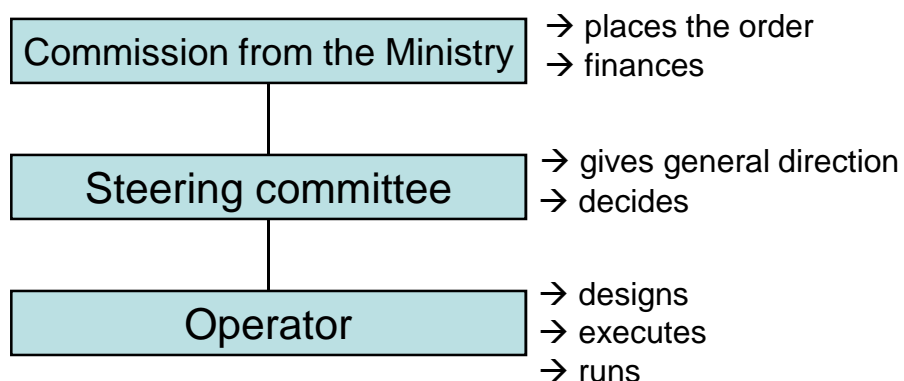 Commission from the Ministry
→ places the order
→ finances
Steering committee
→ gives general direction
→ decides
Operator
→ designs
→ executes
→ runs